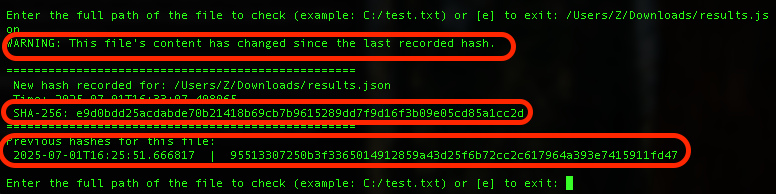 Enter the full path of the file to check (example: C:/test.txt) or [e] to exit: /Users/Z/Downloads/results.js
on
WARNING: This file's content has changed since the last recorded hash.
==================================================
New hash recorded for: /Users/Z/Downloads/results.json
Time: 2025-07-01T16:33:07.408065
SHA-256: e9d0bdd25acdabde70b21418b69cb7b9615289dd7f9d16f3b09e05cd85a1cc2d
==================================================
Previous hashes for this file:
2025-07-01T16:25:51.666817 | 95513307250b3f3365014912859a43d25f6b72cc2c617964a393e7415911fd47
Enter the full path of the file to check (example: C:/test.txt) or [e] to exit: